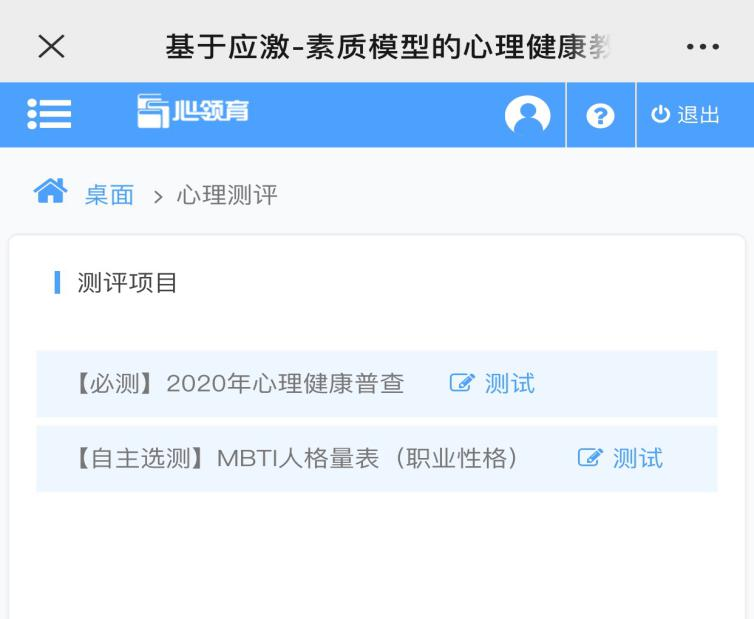 基于应激-素质模型的心理健康教
心领育
?
退出
桌面 > 心理测评
测评项目
【必测】2020年心理健康普查 测试
【自主选测】MBTI人格量表（职业性格） 测试